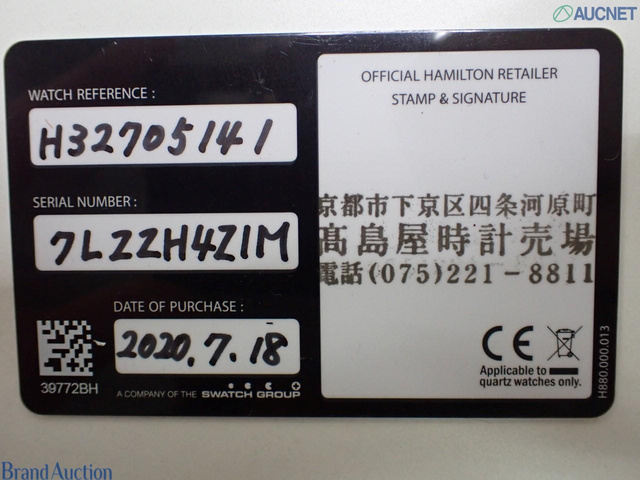 AUCNET
WATCH REFERENCE :
H32705141
SERIAL NUMBER :
7LZZH4Z1M
DATE OF PURCHASE :
2020.7.18
39772BH
A COMPANY OF THE SWATCH GROUP
OFFICIAL HAMILTON RETAILER
STAMP & SIGNATURE
京都市下京区四条河原町
髙島屋時計売場
電話(075)221-8811
CE
Applicable to
quartz watches only.
H880.000.013
Brand Auction